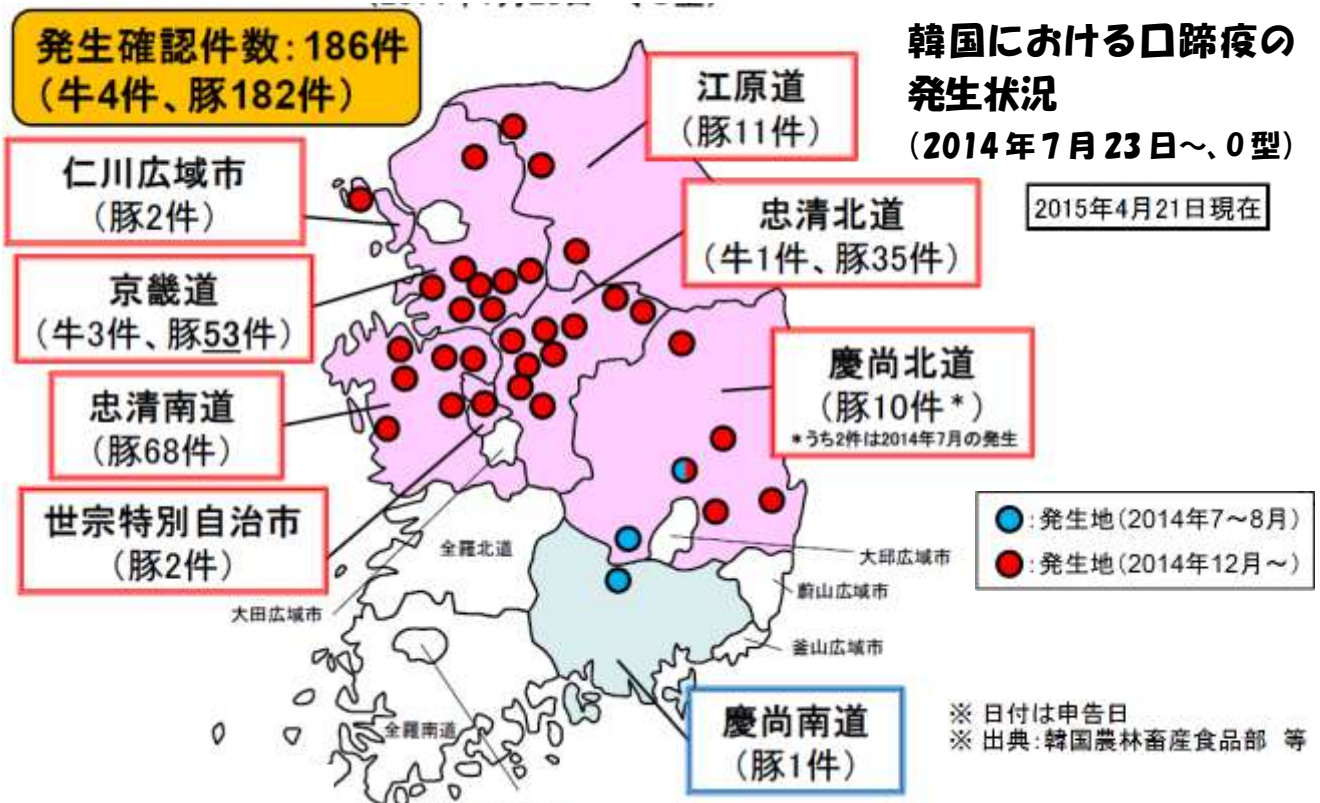 発生確認件数:186件
(牛4件、豚182件)
韓国における口蹄疫の
発生状況
(2014年7月23日~、O型)
2015年4月21日現在
江原道
(豚11件)
仁川広域市
(豚2件)
忠清北道
(牛1件、豚35件)
京畿道
(牛3件、豚53件)
慶尚北道
(豚10件*)
*うち2件は2014年7月の発生
忠清南道
(豚68件)
世宗特別自治市
(豚2件)
●:発生地(2014年7~8月)
●:発生地(2014年12月~)
全羅北道
大邱広域市
蔚山広域市
大田広域市
釜山広域市
全羅南道
慶尚南道
(豚1件)
※ 日付は申告日
※ 出典:韓国農林畜産食品部 等